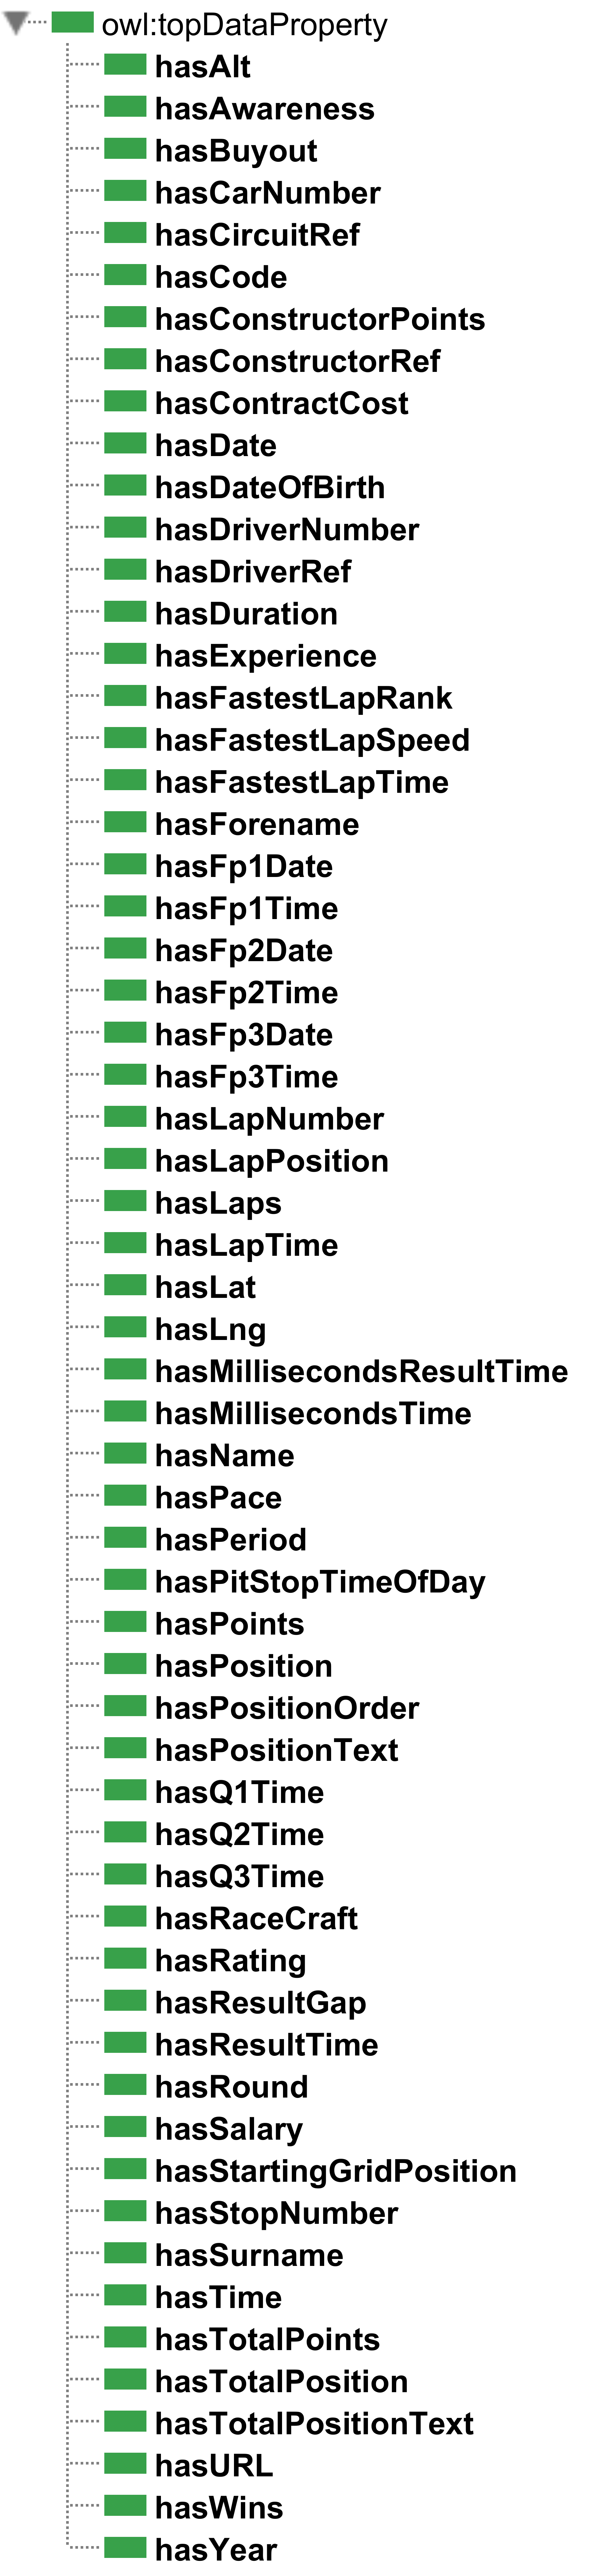 owl:topDataProperty
hasAlt
hasAwareness
hasBuyout
hasCarNumber
hasCircuitRef
hasCode
hasConstructorPoints
hasConstructorRef
hasContractCost
hasDate
hasDateOfBirth
hasDriverNumber
hasDriverRef
hasDuration
hasExperience
hasFastestLapRank
hasFastestLapSpeed
hasFastestLapTime
hasForename
hasFp1Date
hasFp1Time
hasFp2Date
hasFp2Time
hasFp3Date
hasFp3Time
hasLapNumber
hasLapPosition
hasLaps
hasLapTime
hasLat
hasLng
hasMillisecondsResultTime
hasMillisecondsTime
hasName
hasPace
hasPeriod
hasPitStopTimeOfDay
hasPoints
hasPosition
hasPositionOrder
hasPositionText
hasQ1Time
hasQ2Time
hasQ3Time
hasRaceCraft
hasRating
hasResultGap
hasResultTime
hasRound
hasSalary
hasStartingGridPosition
hasStopNumber
hasSurname
hasTime
hasTotalPoints
hasTotalPosition
hasTotalPositionText
hasURL
hasWins
hasYear